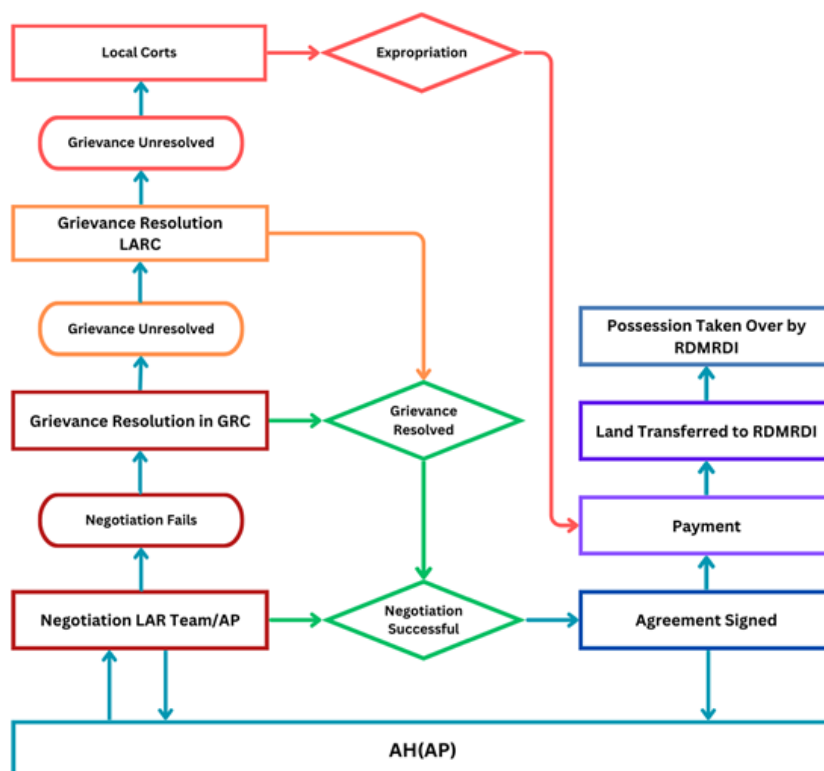 Local Corts
Expropriation
Grievance Unresolved
Grievance Resolution
LARC
Grievance Unresolved
Possession Taken Over by
RDMRDI
Grievance Resolution in GRC
Grievance
Resolved
Land Transferred to RDMRDI
Negotiation Fails
Payment
Negotiation LAR Team/AP
Negotiation
Successful
Agreement Signed
AH(AP)